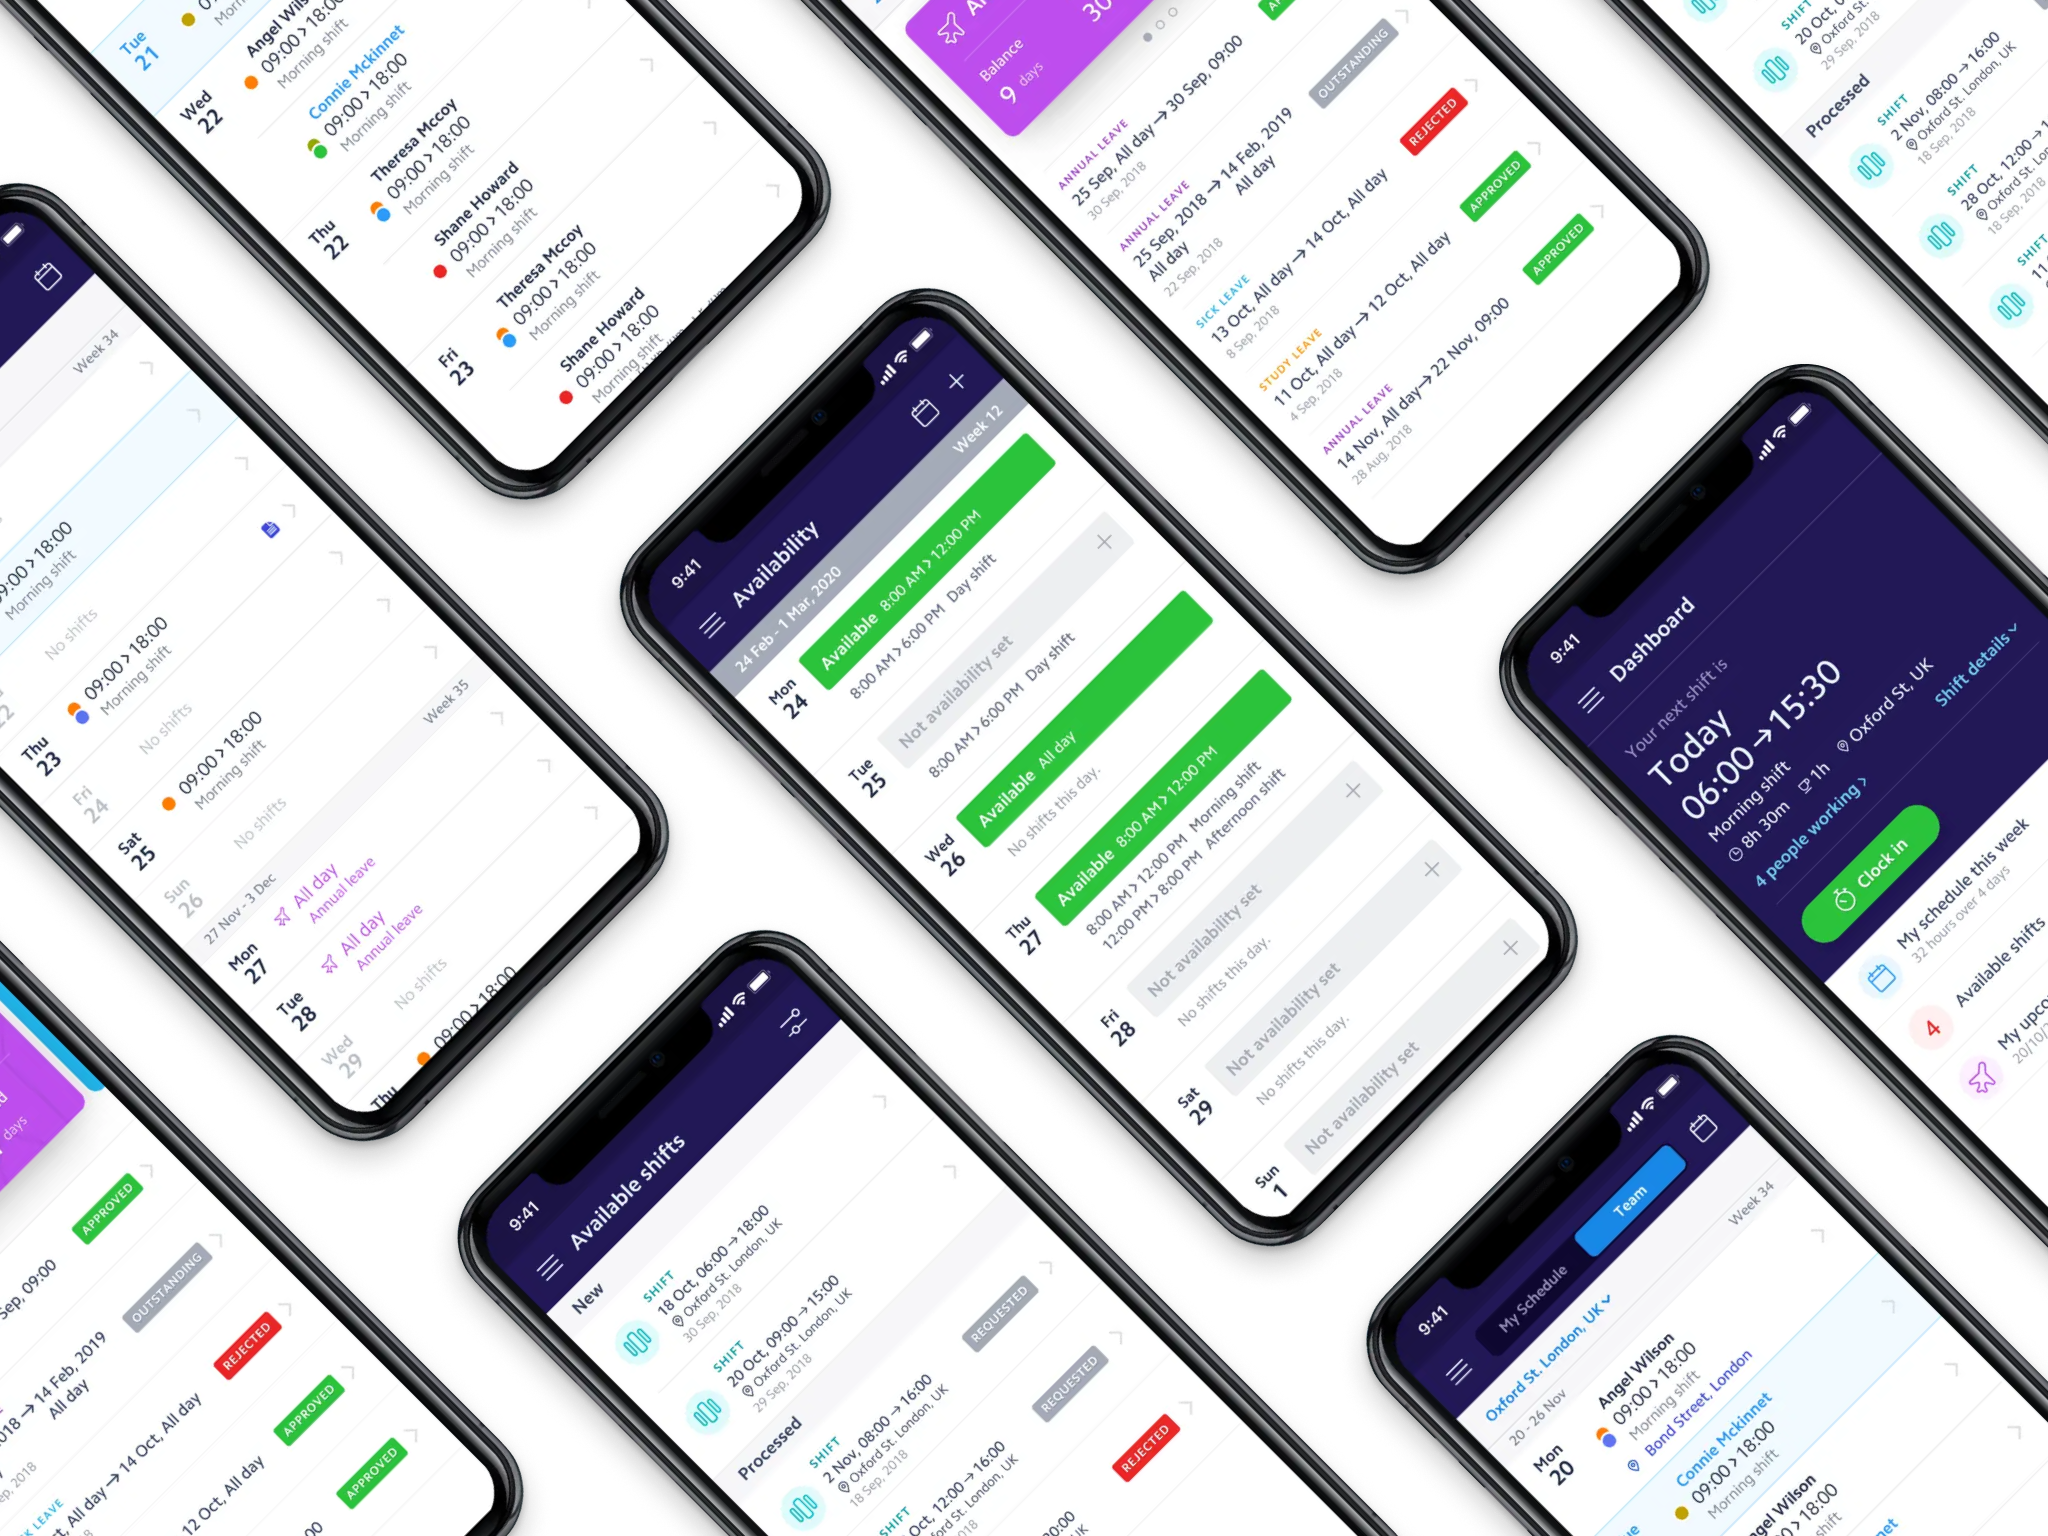 Tue
21
Morn
Angel Wils
09:00 > 18:00
Morning shift
Wed
22
Connie Mckinnet
09:00 > 18:00
Morning shift
Theresa Mccoy
09:00 > 18:00
Morning shift
Thu
22
Shane Howard
09:00 > 18:00
Morning shift
Theresa Mccoy
09:00 > 18:00
Morning shift
Fri
23
Shane Howard
09:00 > 18:00
Morning shift
Balance
9 days
30
ANNUAL LEAVE
25 Sep, All day → 30 Sep, 09:00
30 Sep, 2018
OUTSTANDING
ANNUAL LEAVE
25 Sep, 2018 → 14 Feb, 2019
All day
All day
22 Sep, 2018
REJECTED
SICK LEAVE
13 Oct, All day → 14 Oct, All day
8 Sep, 2018
APPROVED
STUDY LEAVE
11 Oct, All day → 12 Oct, All day
4 Sep, 2018
APPROVED
ANNUAL LEAVE
14 Nov, All day → 22 Nov, 09:00
28 Aug, 2018
SHIFT
20 Oct, 0
Oxford St.
29 Sep, 2018
Processed
SHIFT
2 Nov, 08:00 → 16:00
Oxford St. London, UK
18 Sep, 2018
SHIFT
28 Oct, 12:00 → 1
Oxford St. Lon
18 Sep, 2018
SHIFT
11
Week 34
09:00 > 18:00
Morning shift
No shifts
22
Thu
23
09:00 > 18:00
Morning shift
No shifts
Fri
24
Sat
25
09:00 > 18:00
Morning shift
No shifts
Sun
26
27 Nov - 3 Dec
Week 35
Mon
27
All day
Annual leave
Tue
28
All day
Annual leave
Wed
29
No shifts
Thu
09:00 > 18:00
9:41
Availability
24 Feb - 1 Mar, 2020
Week 12
Mon
24
Available 8:00 AM > 12:00 PM
8:00 AM > 6:00 PM Day shift
Tue
25
Not availability set
8:00 AM > 6:00 PM Day shift
Wed
26
Available All day
No shifts this day.
Thu
27
Available 8:00 AM > 12:00 PM
8:00 AM > 12:00 PM Morning shift
12:00 PM > 8:00 PM Afternoon shift
Fri
28
Not availability set
No shifts this day.
Sat
29
Not availability set
No shifts this day.
Sun
1
Not availability set
9:41
Dashboard
Your next shift is
Today
06:00 → 15:30
Morning shift
8h 30m 1h Oxford St, UK
4 people working >
Shift details
Clock in
My schedule this week
32 hours over 4 days
4
Available shifts
My upco
20/10/
days
APPROVED
Sep, 09:00
OUTSTANDING
018 → 14 Feb, 2019
All day
REJECTED
All day → 14 Oct, All day
APPROVED
12 Oct, All day
APPROVED
9:41
Available shifts
New
SHIFT
18 Oct, 06:00 → 18:00
Oxford St. London, UK
30 Sep, 2018
SHIFT
20 Oct, 09:00 → 15:00
Oxford St. London, UK
29 Sep, 2018
Processed
REQUESTED
SHIFT
2 Nov, 08:00 → 16:00
Oxford St. London, UK
18 Sep, 2018
REQUESTED
SHIFT
Oct, 12:00 → 16:00
Oxford St. London, UK
REJECTED
9:41
My Schedule
Team
Oxford St. London, UK
20 - 26 Nov
Week 34
Mon
20
Angel Wilson
09:00 > 18:00
Morning shift
Bond Street, London
Connie Mckinnet
09:00 > 18:00
Morning shift
gel Wilson
09:00 > 18:00